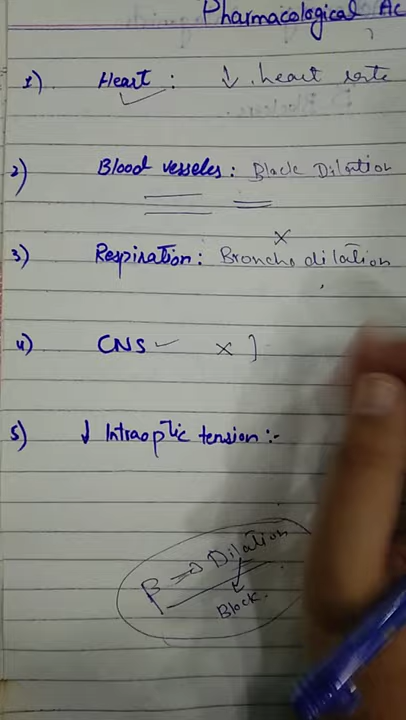 Pharmacological Ac
1) Heart : ↓ heart rate
2) Blood vesseles : Block Dilation
3) Respiration : Broncho dilation
4) CNS ✓ × ]
5) ↓ Intraoptic tension :-
β → Dilation
Block.